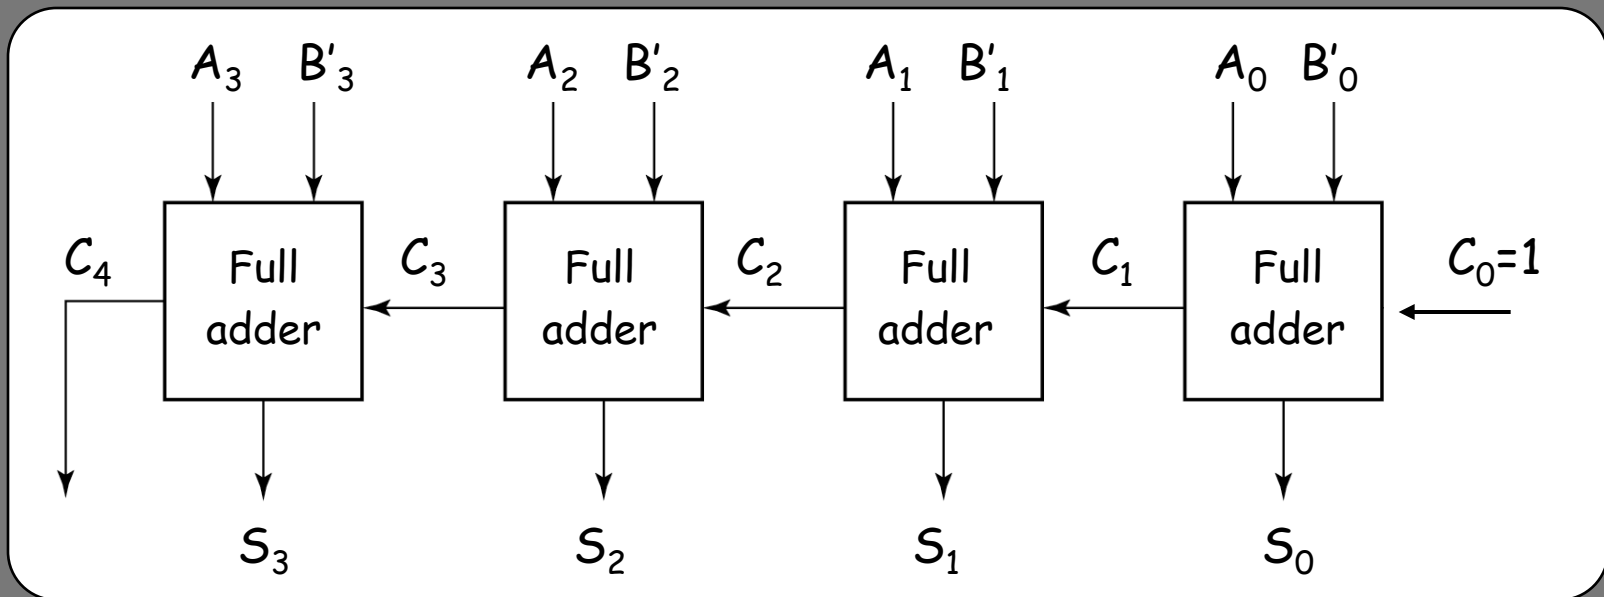 A₃ B'₃ A₂ B'₂ A₁ B'₁ A₀ B'₀
C₄ Full adder C₃ Full adder C₂ Full adder C₁ Full adder C₀=1
S₃ S₂ S₁ S₀